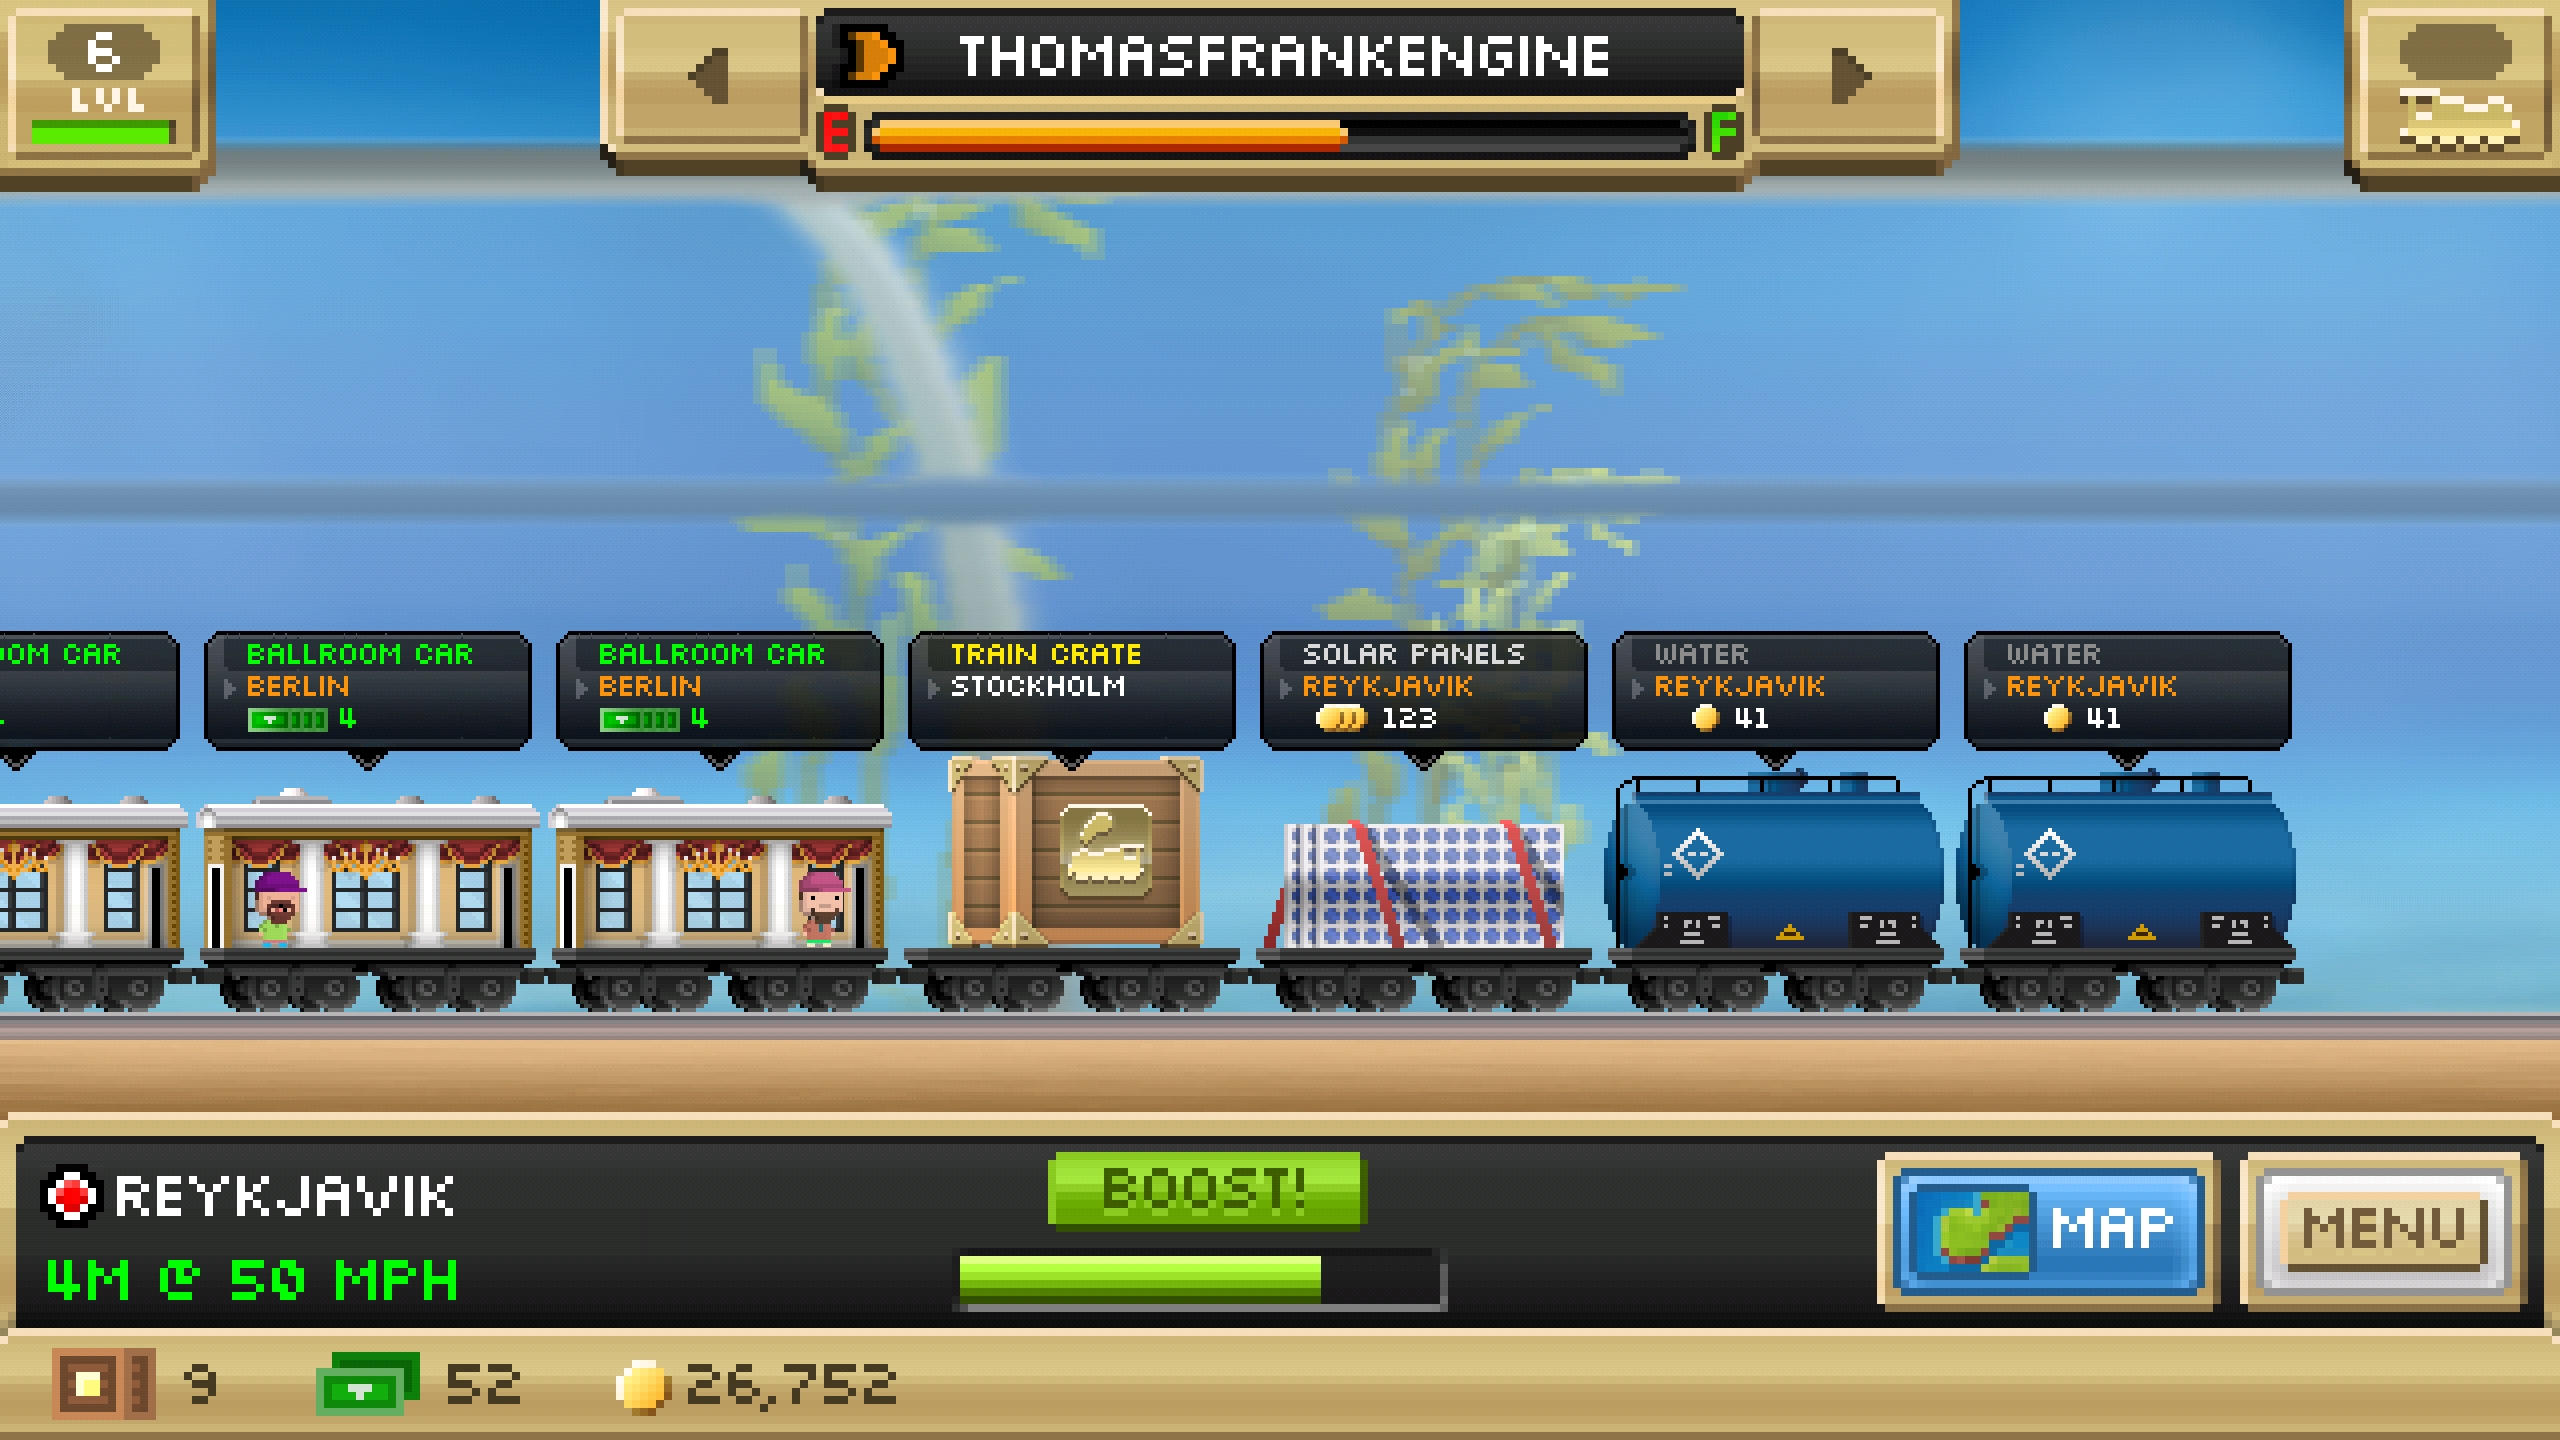 6
LVL
THOMASFRANKENGINE
E F
OOM CAR
BALLROOM CAR
BERLIN
4
BALLROOM CAR
BERLIN
4
TRAIN CRATE
STOCKHOLM
SOLAR PANELS
REYKJAVIK
123
WATER
REYKJAVIK
41
WATER
REYKJAVIK
41
REYKJAVIK
4M @ 50 MPH
BOOST!
MAP
MENU
9 52 26,752